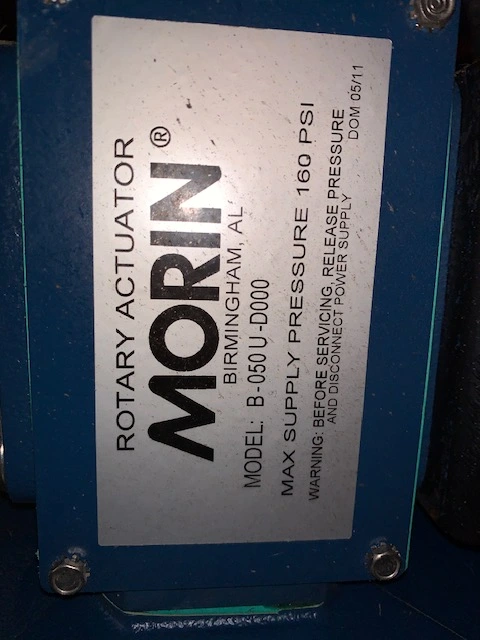 ROTARY ACTUATOR
MORIN®
BIRMINGHAM, AL
MODEL: B-050U-D000
MAX SUPPLY PRESSURE 160 PSI
WARNING: BEFORE SERVICING, RELEASE PRESSURE
AND DISCONNECT POWER SUPPLY
DOM 05/11